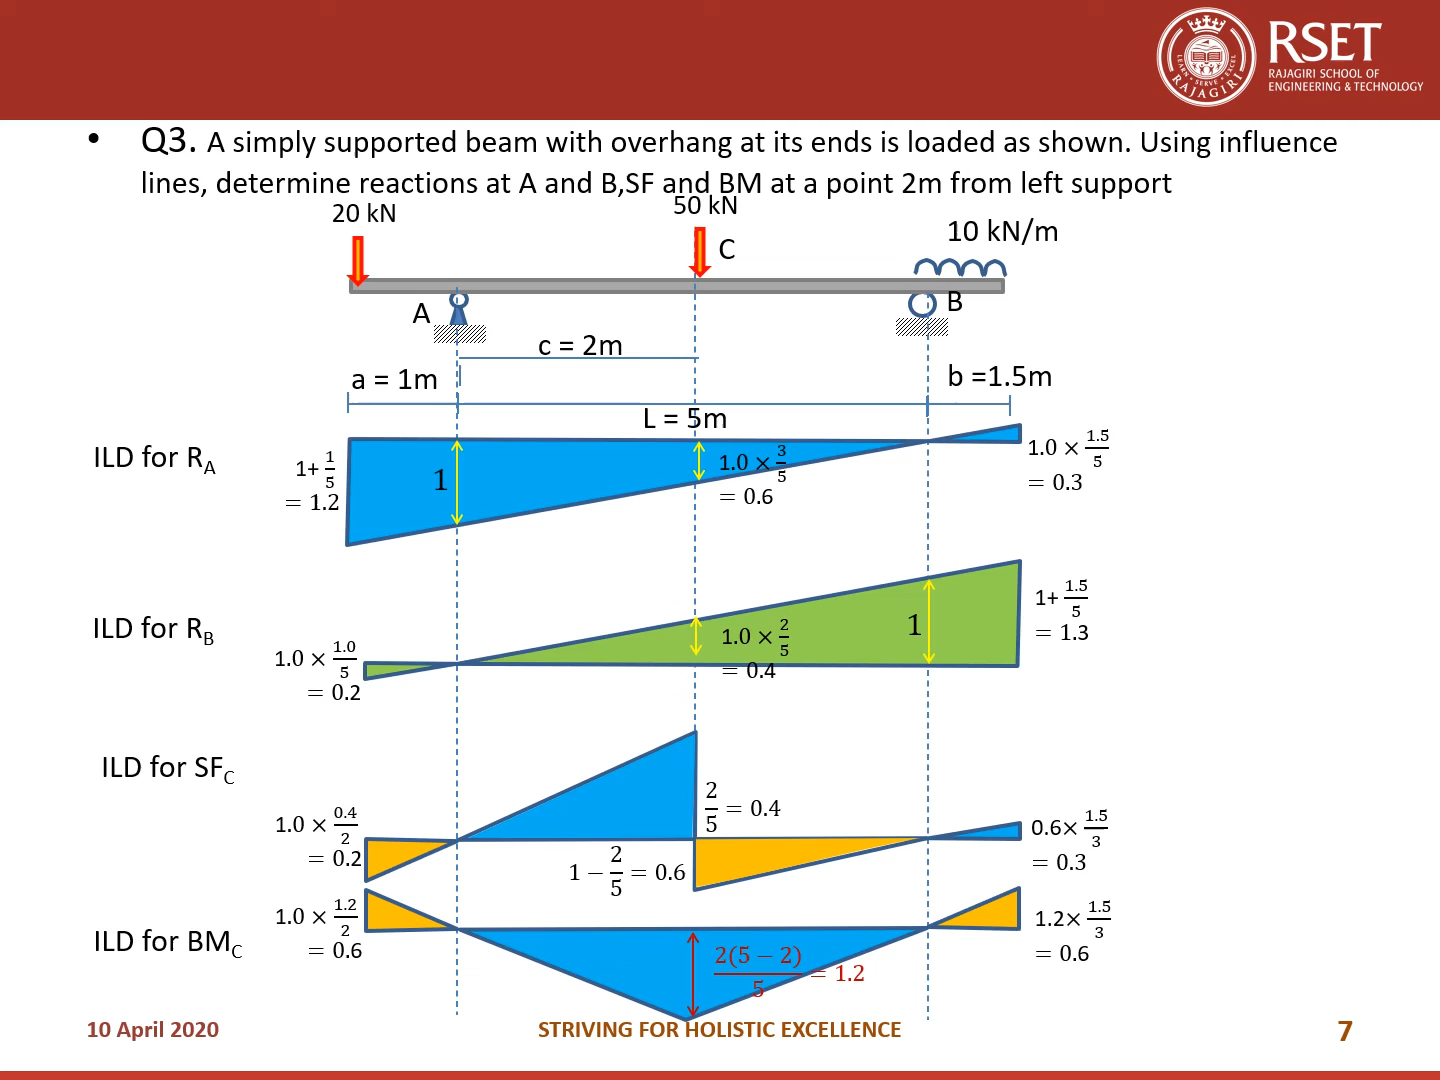 RSET
RAJAGIRI SCHOOL OF
ENGINEERING & TECHNOLOGY
LEARN · SERVE · EXCEL
RAJAGIRI
• Q3. A simply supported beam with overhang at its ends is loaded as shown. Using influence
lines, determine reactions at A and B,SF and BM at a point 2m from left support
20 kN
50 kN
C
10 kN/m
A
B
c = 2m
a = 1m
b =1.5m
L = 5m
ILD for R_A
1+ 1/5
= 1.2
1
1.0 × 3/5
= 0.6
1.0 × 1.5/5
= 0.3
ILD for R_B
1.0 × 1.0/5
= 0.2
1.0 × 2/5
= 0.4
1
1+ 1.5/5
= 1.3
ILD for SF_C
1.0 × 0.4/2
= 0.2
2/5 = 0.4
1 − 2/5 = 0.6
0.6× 1.5/3
= 0.3
ILD for BM_C
1.0 × 1.2/2
= 0.6
2(5 − 2)/5 = 1.2
1.2× 1.5/3
= 0.6
10 April 2020
STRIVING FOR HOLISTIC EXCELLENCE
7